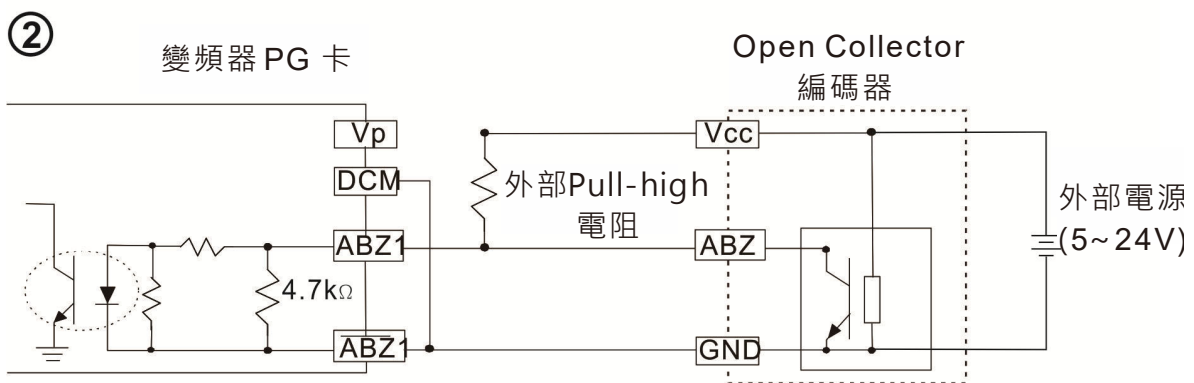 ②
變頻器 PG 卡
Open Collector
編碼器
Vp
Vcc
DCM
外部Pull-high
電阻
外部電源
(5~24V)
ABZ1
ABZ
4.7kΩ
A̅B̅Z̅1
GND